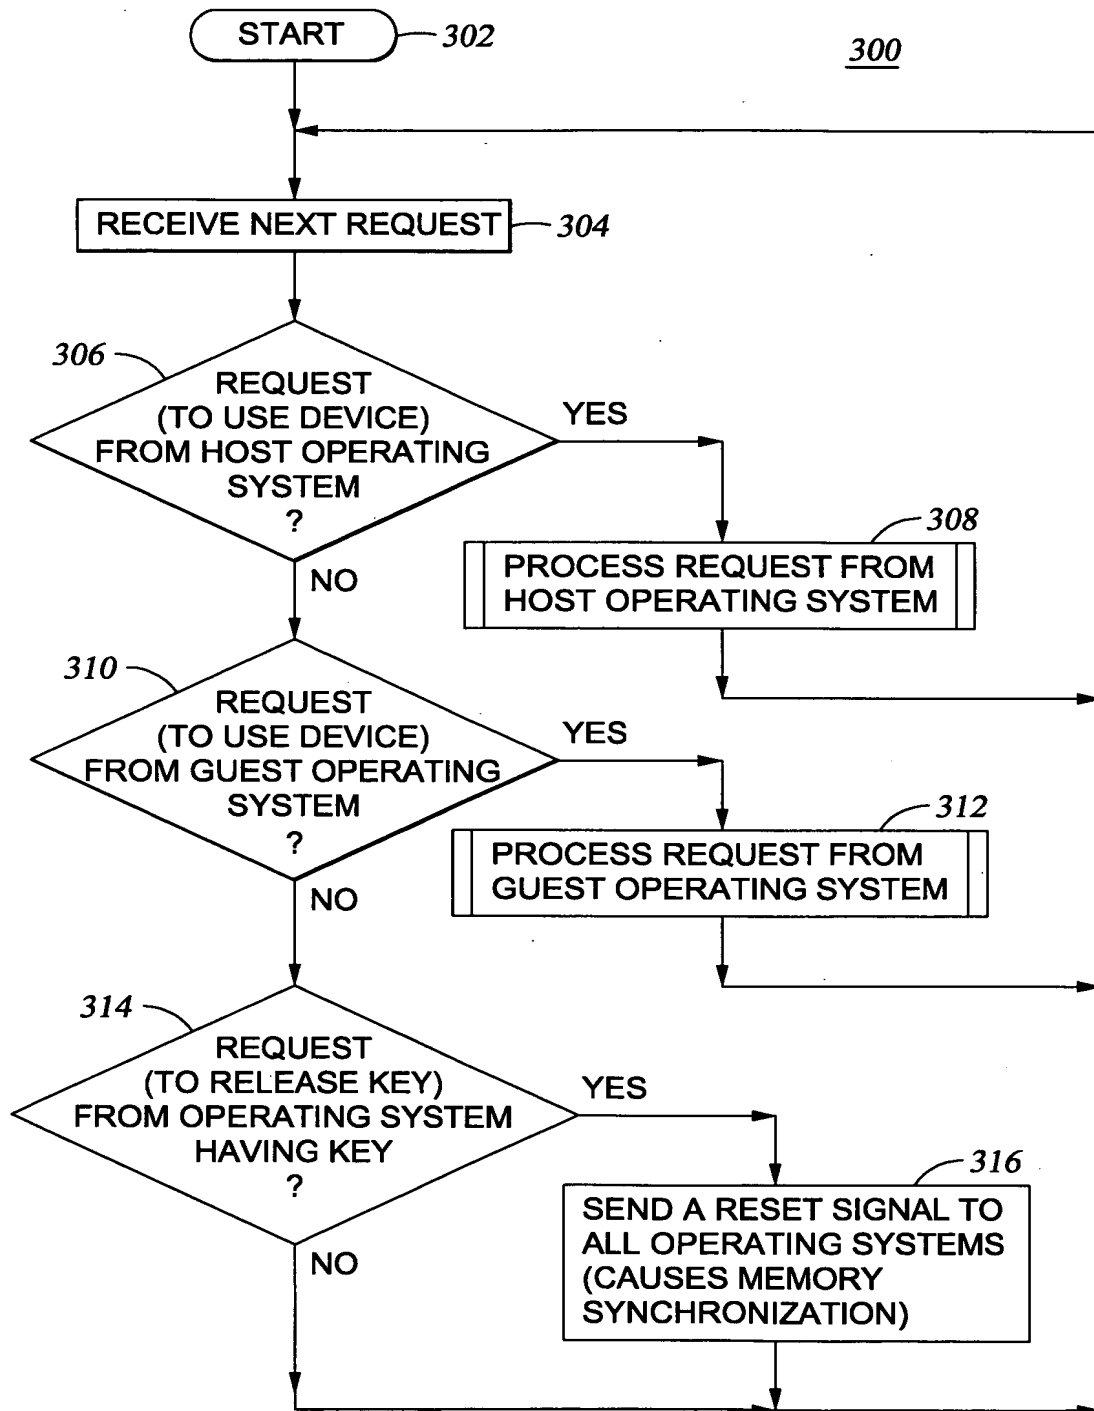 START
302
300
RECEIVE NEXT REQUEST
304
306
REQUEST
(TO USE DEVICE)
FROM HOST OPERATING
SYSTEM
?
YES
NO
308
PROCESS REQUEST FROM
HOST OPERATING SYSTEM
310
REQUEST
(TO USE DEVICE)
FROM GUEST OPERATING
SYSTEM
?
YES
NO
312
PROCESS REQUEST FROM
GUEST OPERATING SYSTEM
314
REQUEST
(TO RELEASE KEY)
FROM OPERATING SYSTEM
HAVING KEY
?
YES
NO
316
SEND A RESET SIGNAL TO
ALL OPERATING SYSTEMS
(CAUSES MEMORY
SYNCHRONIZATION)